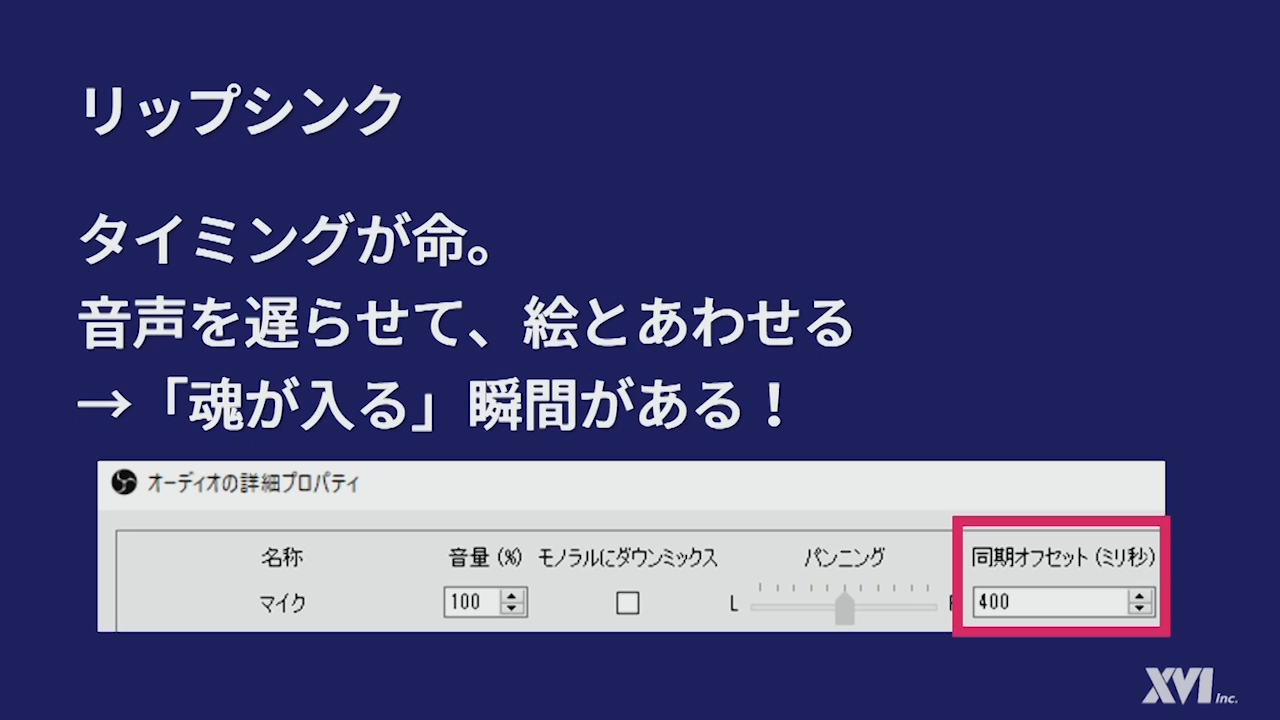 リップシンク
タイミングが命。
音声を遅らせて、絵とあわせる
→「魂が入る」瞬間がある！
オーディオの詳細プロパティ
名称 音量 (%) モノラルにダウンミックス パンニング 同期オフセット (ミリ秒)
マイク 100 L R 400
XVI Inc.